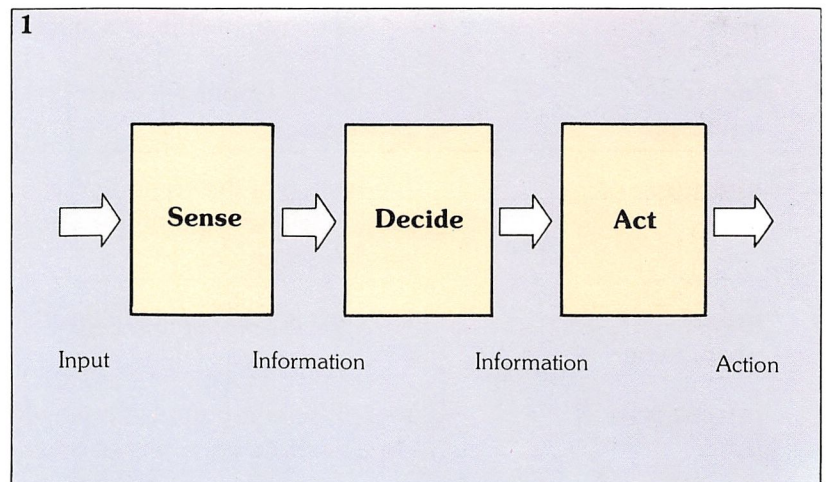 1
Sense
Decide
Act
Input
Information
Information
Action